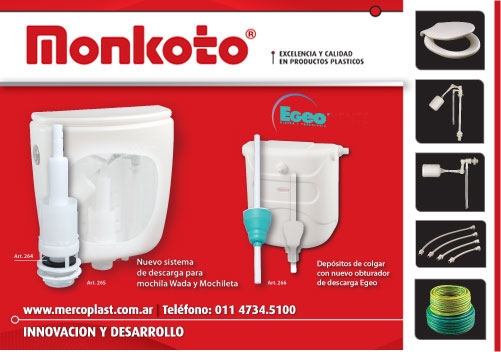 Monkoto®
EXCELENCIA Y CALIDAD
EN PRODUCTOS PLASTICOS
Egeo
Art. 264
Art. 265
Nuevo sistema
de descarga para
mochila Wada y Mochileta
Art. 266
Depósitos de colgar
con nuevo obturador
de descarga Egeo
www.mercoplast.com.ar | Teléfono: 011 4734.5100
INNOVACION Y DESARROLLO